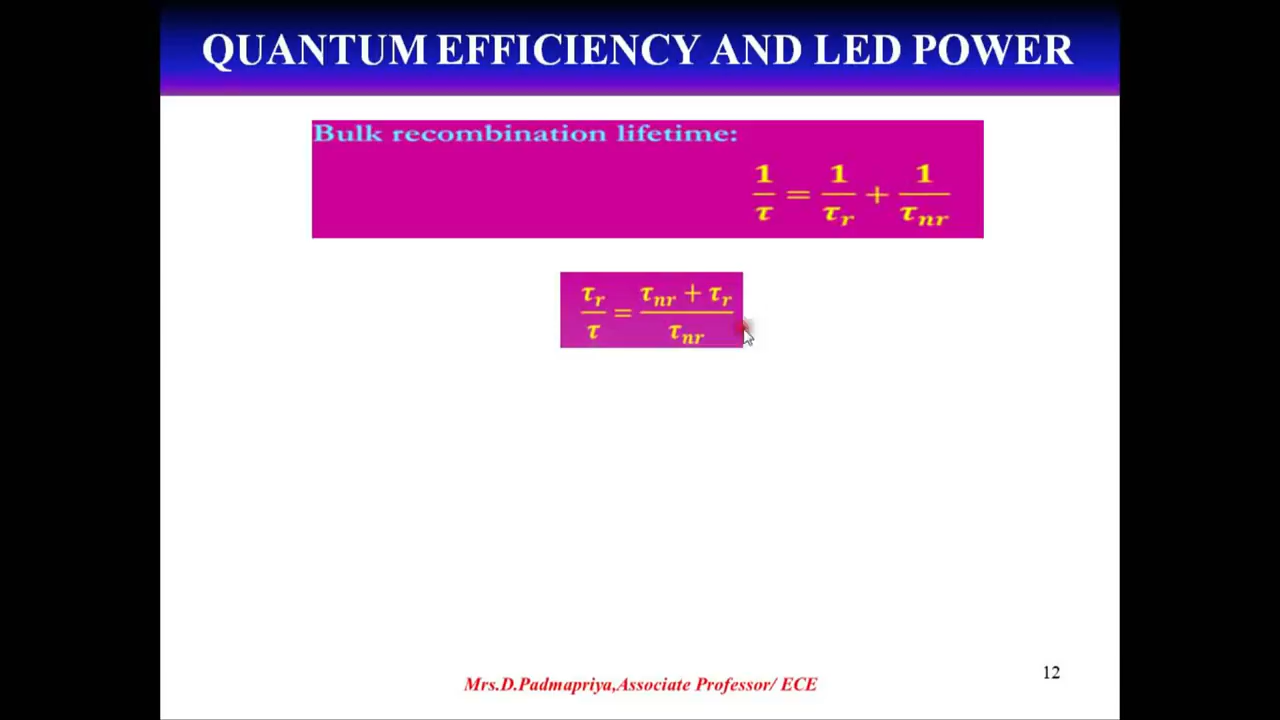 QUANTUM EFFICIENCY AND LED POWER
Bulk recombination lifetime:
1/τ = 1/τr + 1/τnr
τr/τ = (τnr + τr)/τnr
12
Mrs.D.Padmapriya,Associate Professor/ ECE